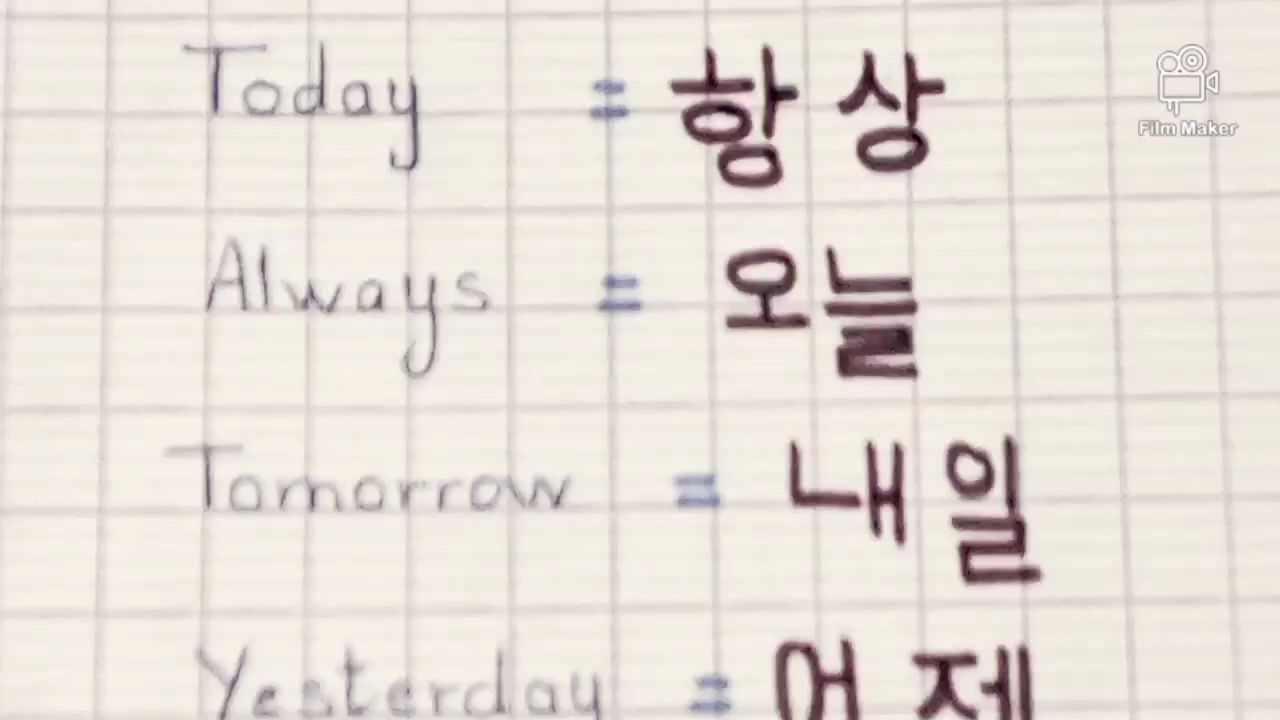 Today = 항상
Film Maker
Always = 오늘
Tomorrow = 내일
Yesterday = 어제